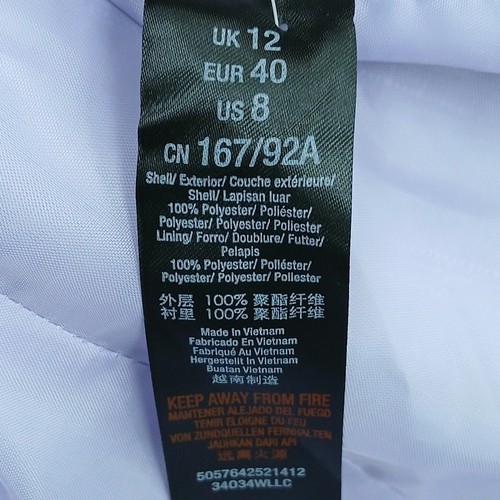 UK 12
EUR 40
US 8
CN 167/92A
Shell/ Exterior/ Couche extérieure/
Shell/ Lapisan luar
100% Polyester/ Poliéster/
Polyester/ Polyester/ Poliester
Lining/ Forro/ Doublure/ Futter/
Pelapis
100% Polyester/ Poliéster/
Polyester/ Polyester/ Poliester
外层 100% 聚酯纤维
衬里 100% 聚酯纤维
Made In Vietnam
Fabricado En Vietnam
Fabriqué Au Vietnam
Hergestellt In Vietnam
Buatan Vietnam
越南制造
KEEP AWAY FROM FIRE
MANTENER ALEJADO DEL FUEGO
TENIR ELOIGNE DU FEU
VON ZUNDQUELLEN FERNHALTEN
JAUHKAN DARI API
远离火源
5057642521412
34034WLLC